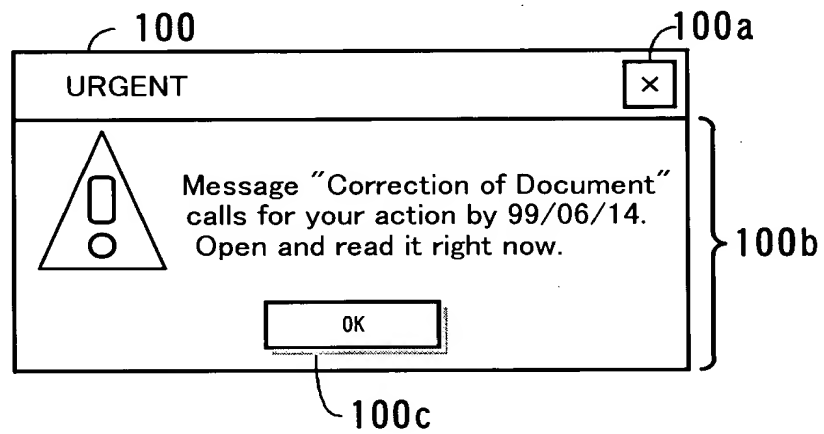 100
100a
URGENT
×
Message "Correction of Document"
calls for your action by 99/06/14.
Open and read it right now.
100b
OK
100c